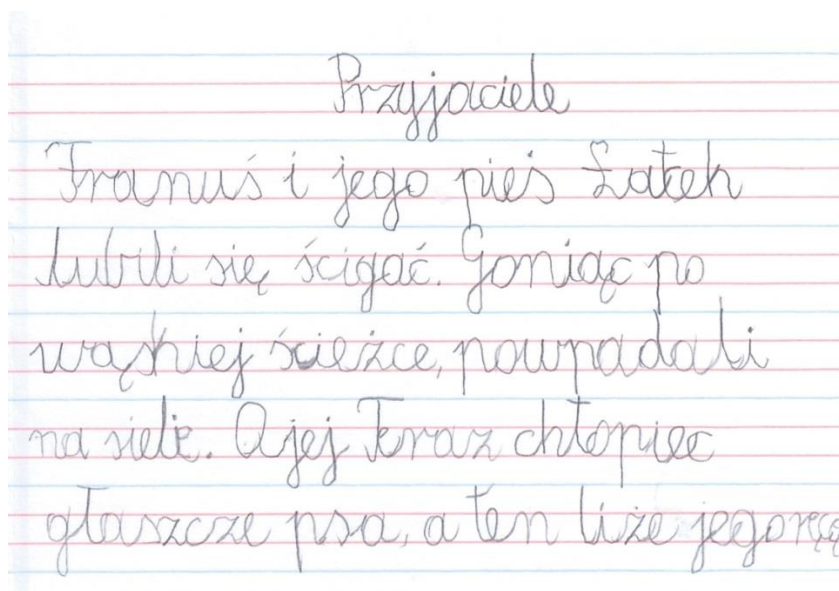 Przyjaciele
Franuś i jego pieś Łatek
lubili się ścigać. Goniąc po
wąskiej ścieżce, powpadali
na siebie. Ojej Teraz chłopiec
głaszcze psa, a ten liże jego rękę